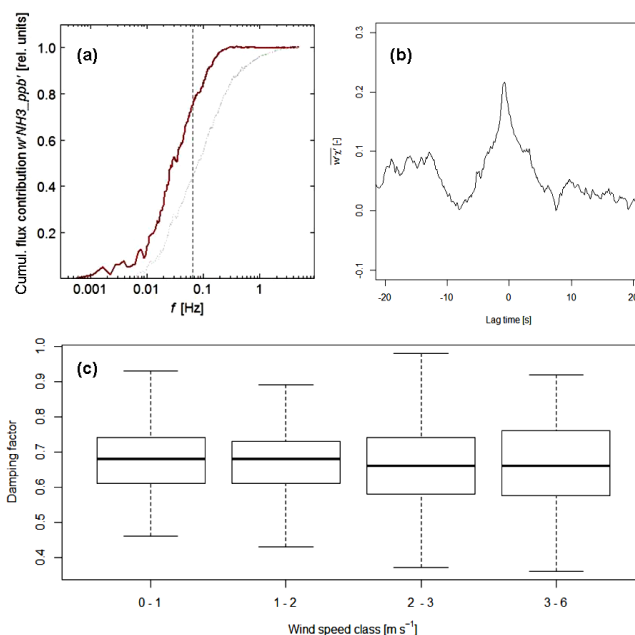 (a)
Cumul. flux contribution w'NH3_ppb' [rel. units]
1.0
0.8
0.6
0.4
0.2
0.001 0.01 0.1 1
f [Hz]
(b)
w'χ' [-]
0.3
0.2
0.1
0.0
-0.1
-20 -10 0 10 20
Lag time [s]
(c)
Damping factor
1.0
0.9
0.8
0.7
0.6
0.5
0.4
0 - 1 1 - 2 2 - 3 3 - 6
Wind speed class [m s⁻¹]